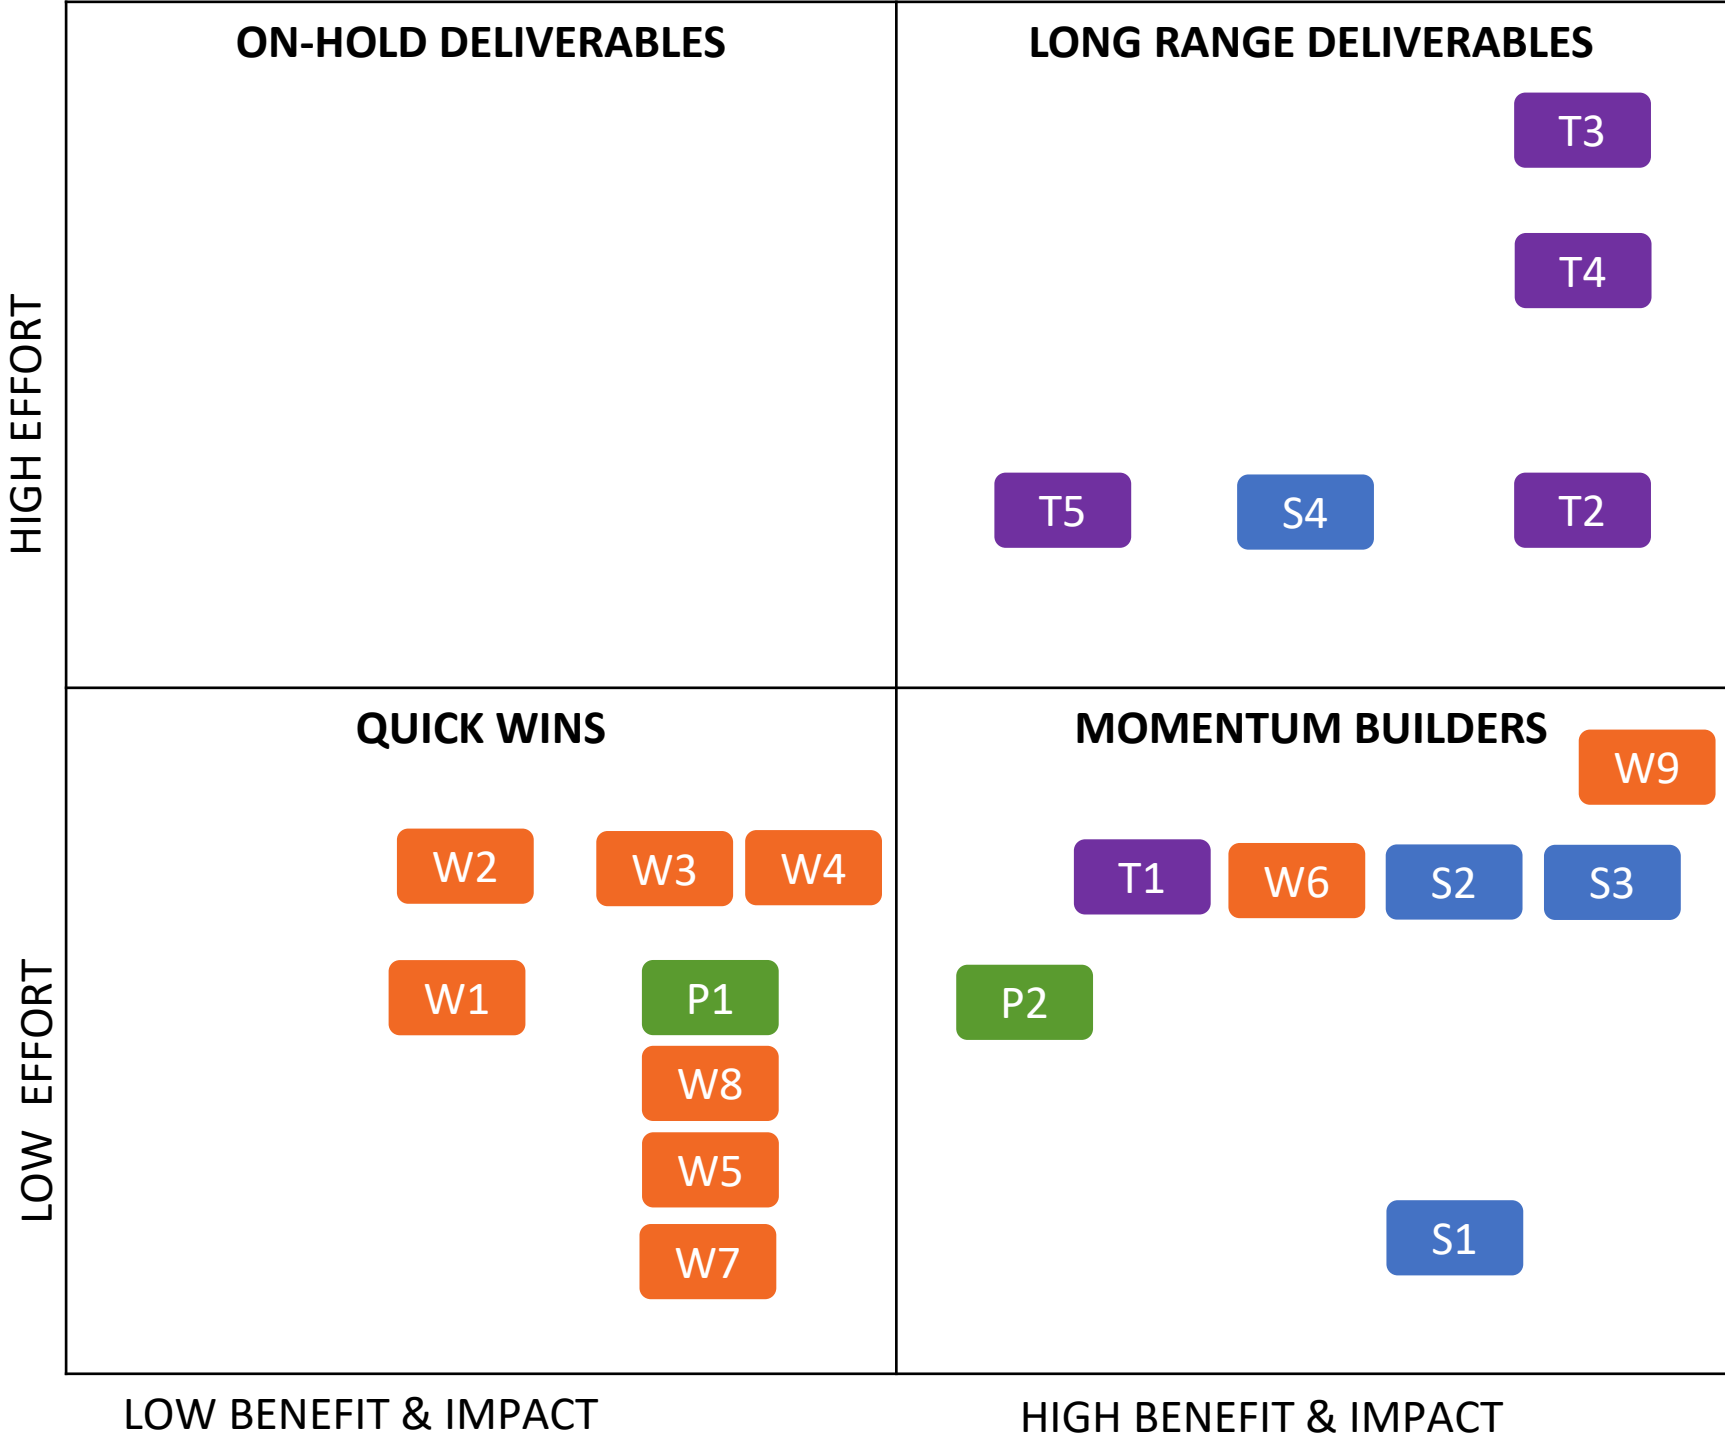 ON-HOLD DELIVERABLES
LONG RANGE DELIVERABLES
T3
T4
T5
S4
T2
HIGH EFFORT
QUICK WINS
MOMENTUM BUILDERS
W9
W2
W3
W4
T1
W6
S2
S3
W1
P1
P2
W8
W5
W7
S1
LOW EFFORT
LOW BENEFIT & IMPACT
HIGH BENEFIT & IMPACT